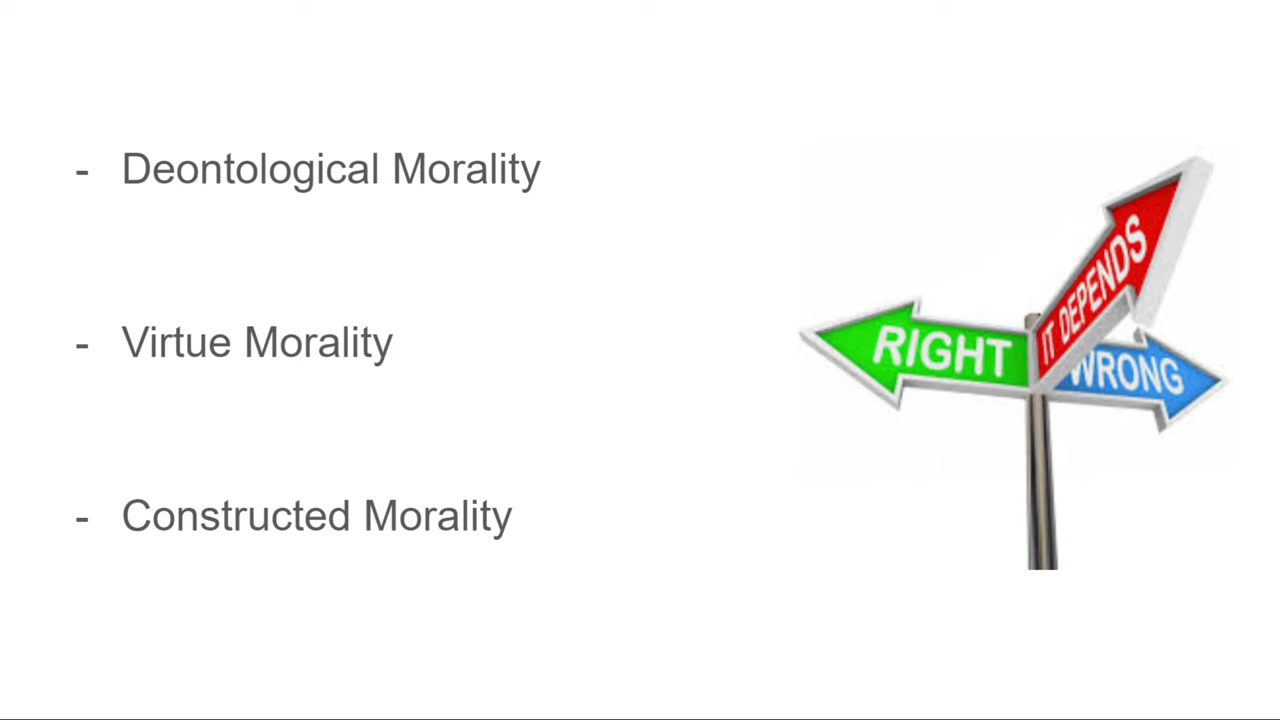 - Deontological Morality
- Virtue Morality
- Constructed Morality
RIGHT
IT DEPENDS
WRONG